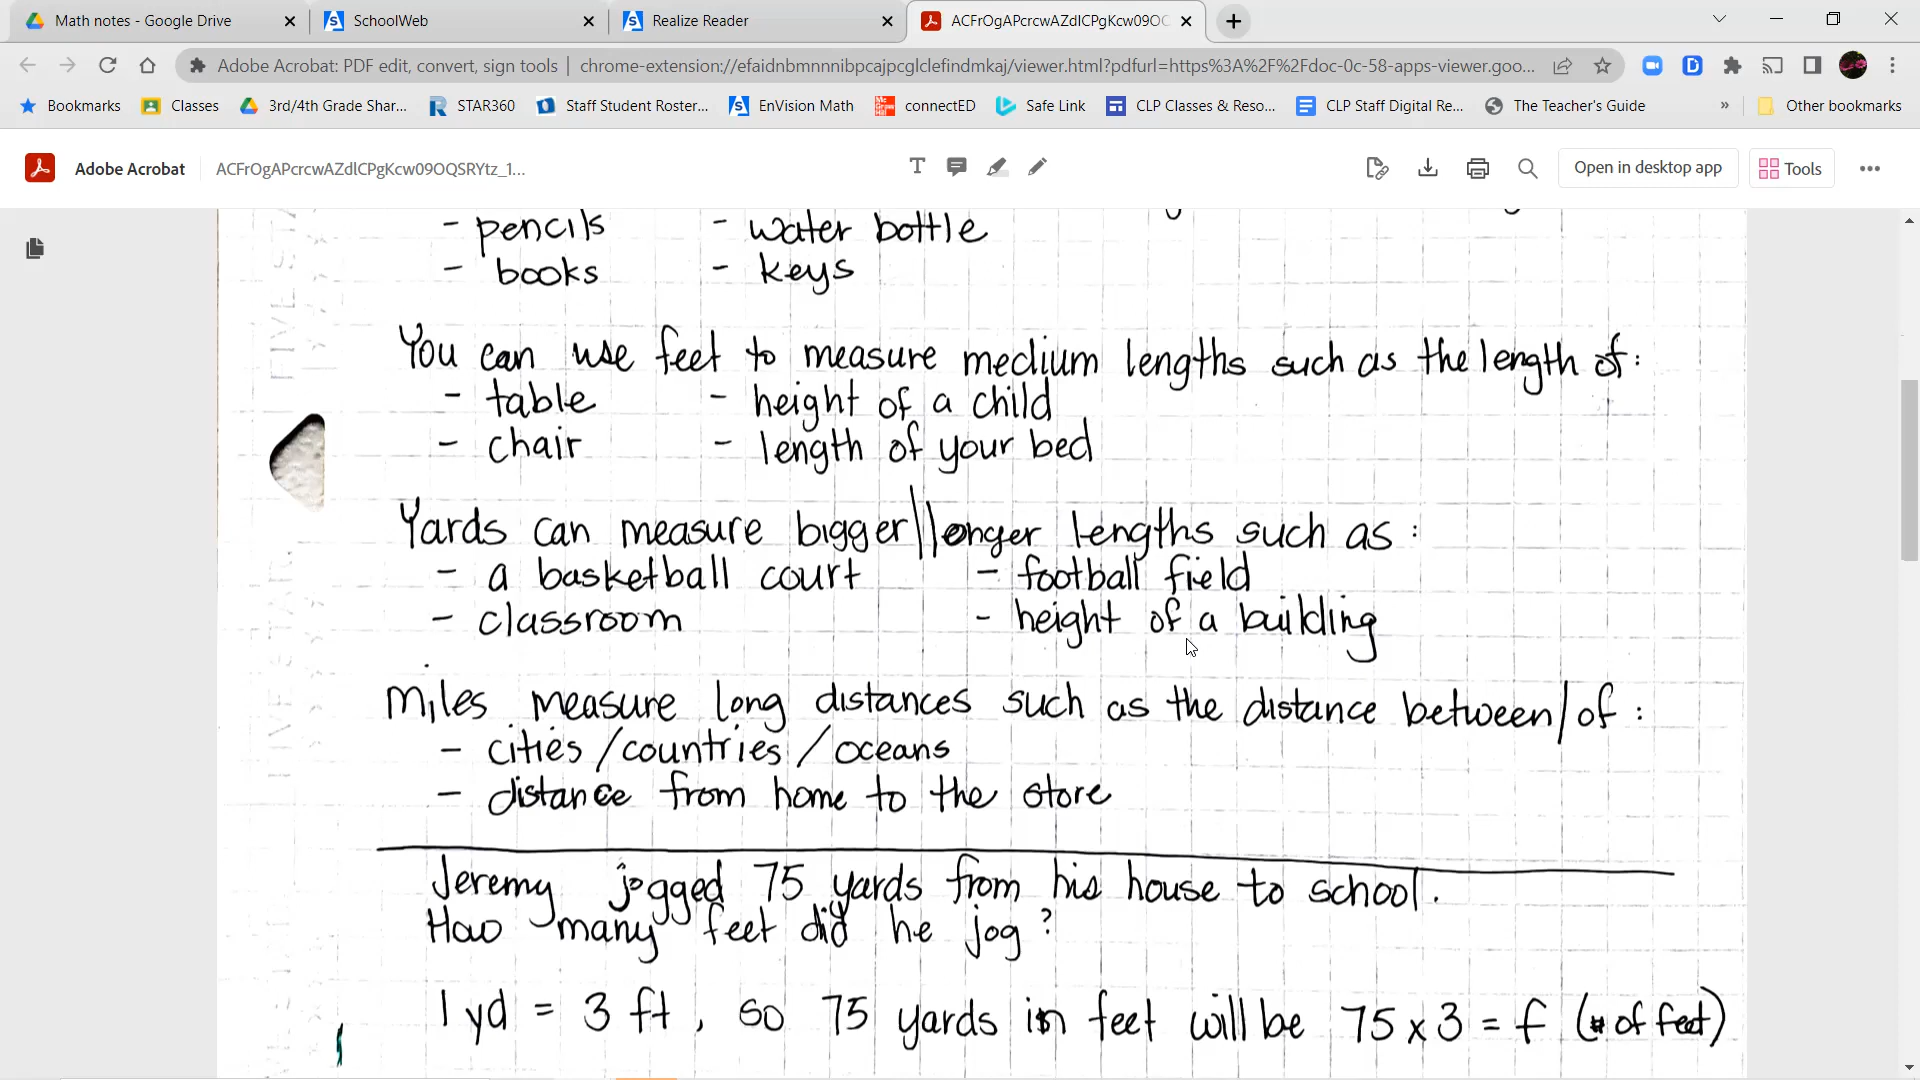 Math notes - Google Drive
SchoolWeb
Realize Reader
Adobe Acrobat: PDF edit, convert, sign tools | chrome-extension://efaidnbmnnnibpcajpcglclefindmkaj/viewer.html?pdfurl=https%3A%2F%2Fdoc-0c-58-apps-viewer.goo...
Bookmarks Classes 3rd/4th Grade Shar... STAR360 Staff Student Roster... EnVision Math connectED Safe Link CLP Classes & Reso... CLP Staff Digital Re... The Teacher's Guide » Other bookmarks
Adobe Acrobat
Open in desktop app
Tools
- pencils - water bottle
- books - keys
You can use feet to measure medium lengths such as the length of:
- table - height of a child
- chair - length of your bed
Yards can measure bigger//longer lengths such as:
- a basketball court - football field
- classroom - height of a building
Miles measure long distances such as the distance between/of:
- cities/countries/oceans
- distance from home to the store
Jeremy jogged 75 yards from his house to school.
How many feet did he jog?
1 yd = 3 ft, so 75 yards in feet will be 75 x 3 = f (# of feet)